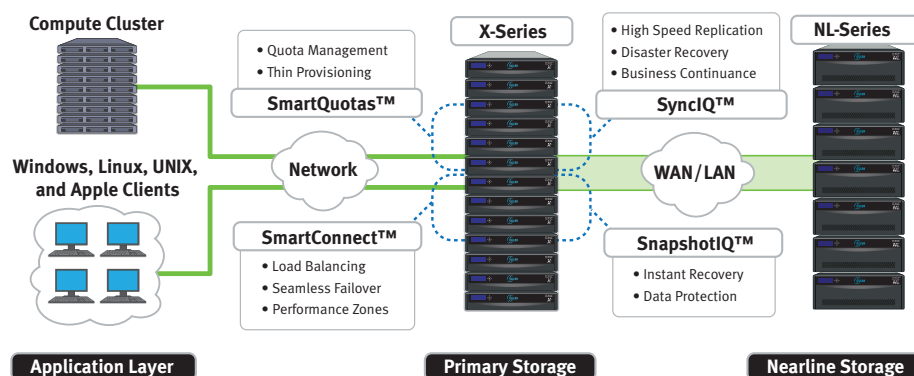 Compute Cluster
• Quota Management
• Thin Provisioning
SmartQuotas™
X-Series
• High Speed Replication
• Disaster Recovery
• Business Continuance
SyncIQ™
NL-Series
Windows, Linux, UNIX,
and Apple Clients
Network
WAN/LAN
SmartConnect™
• Load Balancing
• Seamless Failover
• Performance Zones
SnapshotIQ™
• Instant Recovery
• Data Protection
Application Layer
Primary Storage
Nearline Storage